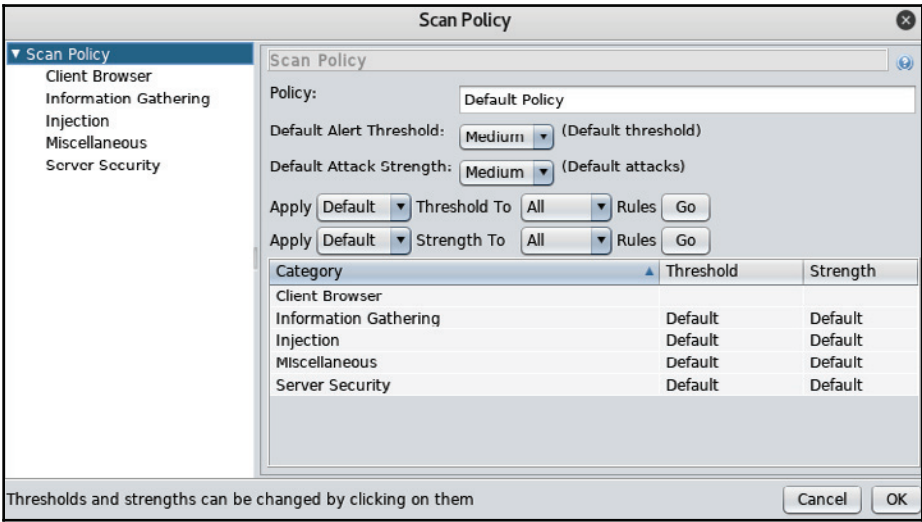 Scan Policy
▼ Scan Policy
Client Browser
Information Gathering
Injection
Miscellaneous
Server Security
Scan Policy
Policy: Default Policy
Default Alert Threshold: Medium (Default threshold)
Default Attack Strength: Medium (Default attacks)
Apply Default Threshold To All Rules Go
Apply Default Strength To All Rules Go
Category Threshold Strength
Client Browser
Information Gathering Default Default
Injection Default Default
Miscellaneous Default Default
Server Security Default Default
Thresholds and strengths can be changed by clicking on them Cancel OK